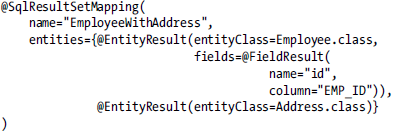 @SqlResultSetMapping(
    name="EmployeeWithAddress",
    entities={@EntityResult(entityClass=Employee.class,
                            fields=@FieldResult(
                                       name="id",
                                       column="EMP_ID")),
              @EntityResult(entityClass=Address.class)}
)